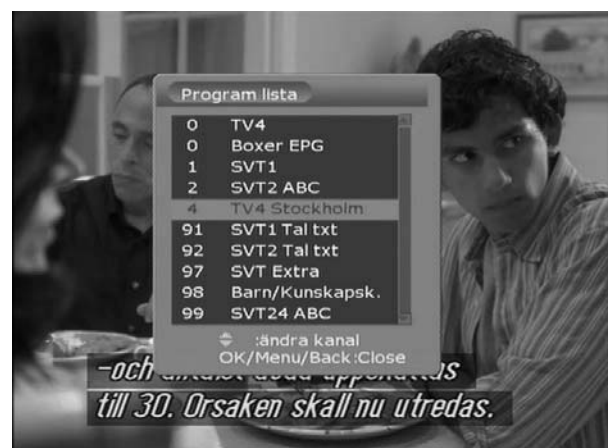 Program lista
0 TV4
0 Boxer EPG
1 SVT1
2 SVT2 ABC
4 TV4 Stockholm
91 SVT1 Tal txt
92 SVT2 Tal txt
97 SVT Extra
98 Barn/Kunskapsk.
99 SVT24 ABC
:ändra kanal
OK/Menu/Back:Close
-och
till 30. Orsaken skall nu utredas.